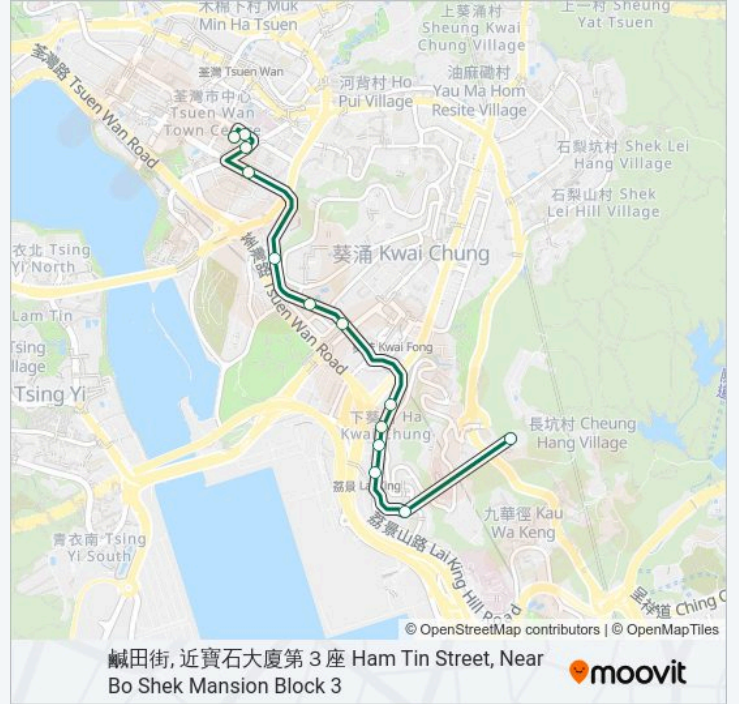 木棉下村 Muk
Min Ha Tsuen
上葵涌村
Sheung Kwai
Chung Village
上一村 Sheung
Yat Tsuen
荃灣路 Tsuen Wan Road
荃灣 Tsuen Wan
荃灣市中心
Tsuen Wan
Town Ce
河背村 Ho
Pui Village
油麻磡村
Yau Ma Hom
Resite Village
石梨坑村 Shek Lei
Hang Village
石梨山村 Shek
Lei Hill Village
衣北 Tsing
Yi North
荃灣路 Tsuen Wan Road
葵涌 Kwai Chung
Lam Tin
Tsing
llage
Kwai Fong
Tsing Yi
下葵 Ha
Kwai Chung
長坑村 Cheung
Hang Village
荔景 La ing
九華徑 Kau
Wa Keng
青衣南 Tsing
Yi South
荔景山路 Lai King Hill Road
呈祥道 Ching C
© OpenStreetMap contributors | © OpenMapTiles
鹹田街, 近寶石大廈第３座 Ham Tin Street, Near
Bo Shek Mansion Block 3
moovit